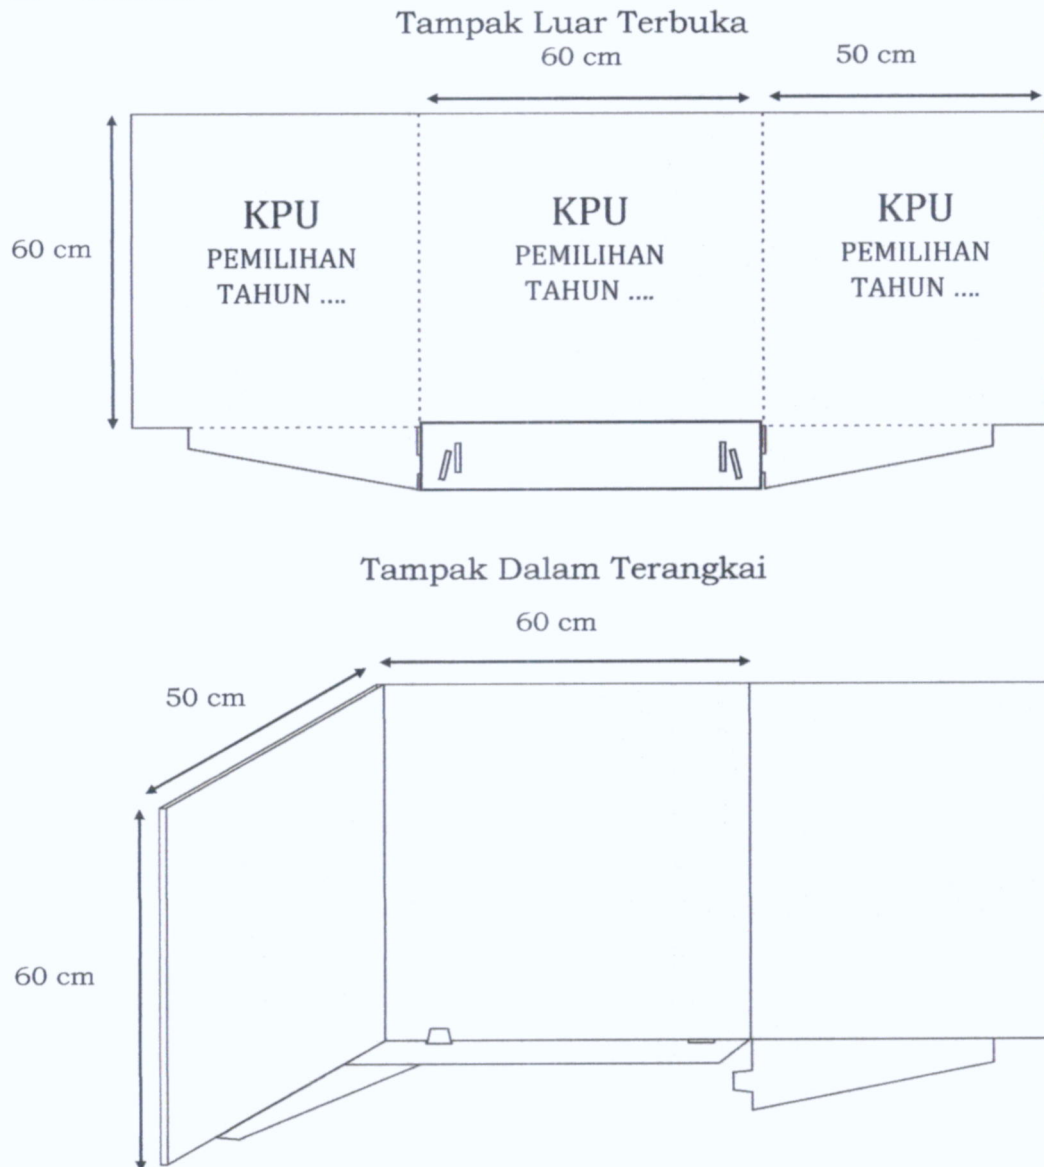 Tampak Luar Terbuka
60 cm
50 cm
60 cm
KPU
PEMILIHAN
TAHUN ....
KPU
PEMILIHAN
TAHUN ....
KPU
PEMILIHAN
TAHUN ....
Tampak Dalam Terangkai
60 cm
50 cm
60 cm